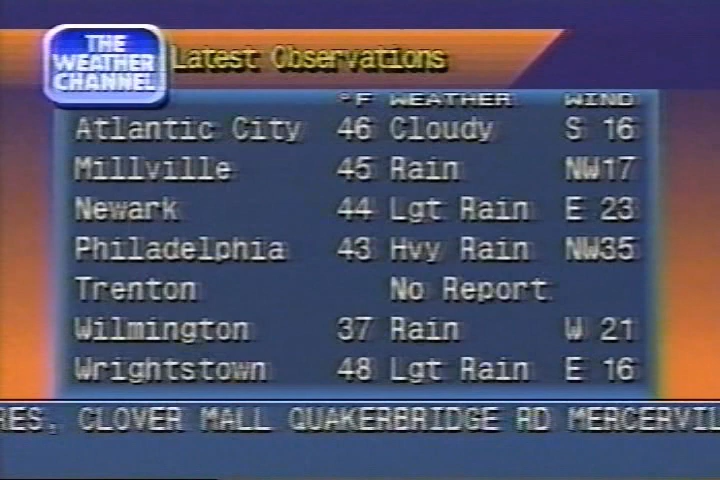 THE
WEATHER
CHANNEL
Latest Observations
°F WEATHER WIND
Atlantic City 46 Cloudy S 16
Millville 45 Rain NW17
Newark 44 Lgt Rain E 23
Philadelphia 43 Hvy Rain NW35
Trenton No Report
Wilmington 37 Rain W 21
Wrightstown 48 Lgt Rain E 16
RES, CLOVER MALL QUAKERBRIDGE RD MERCERVIL